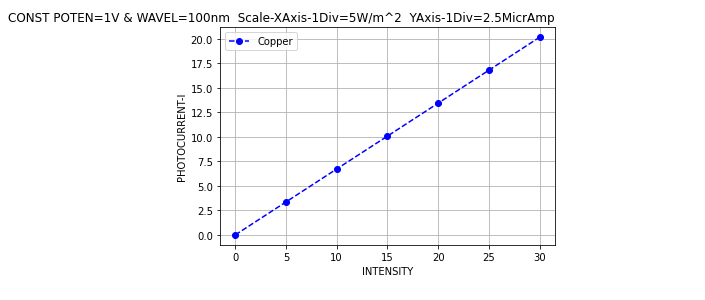 CONST POTEN=1V & WAVEL=100nm  Scale-XAxis-1Div=5W/m^2  YAxis-1Div=2.5MicrAmp
Copper
20.0
17.5
15.0
12.5
10.0
7.5
5.0
2.5
0.0
PHOTOCURRENT-I
0 5 10 15 20 25 30
INTENSITY